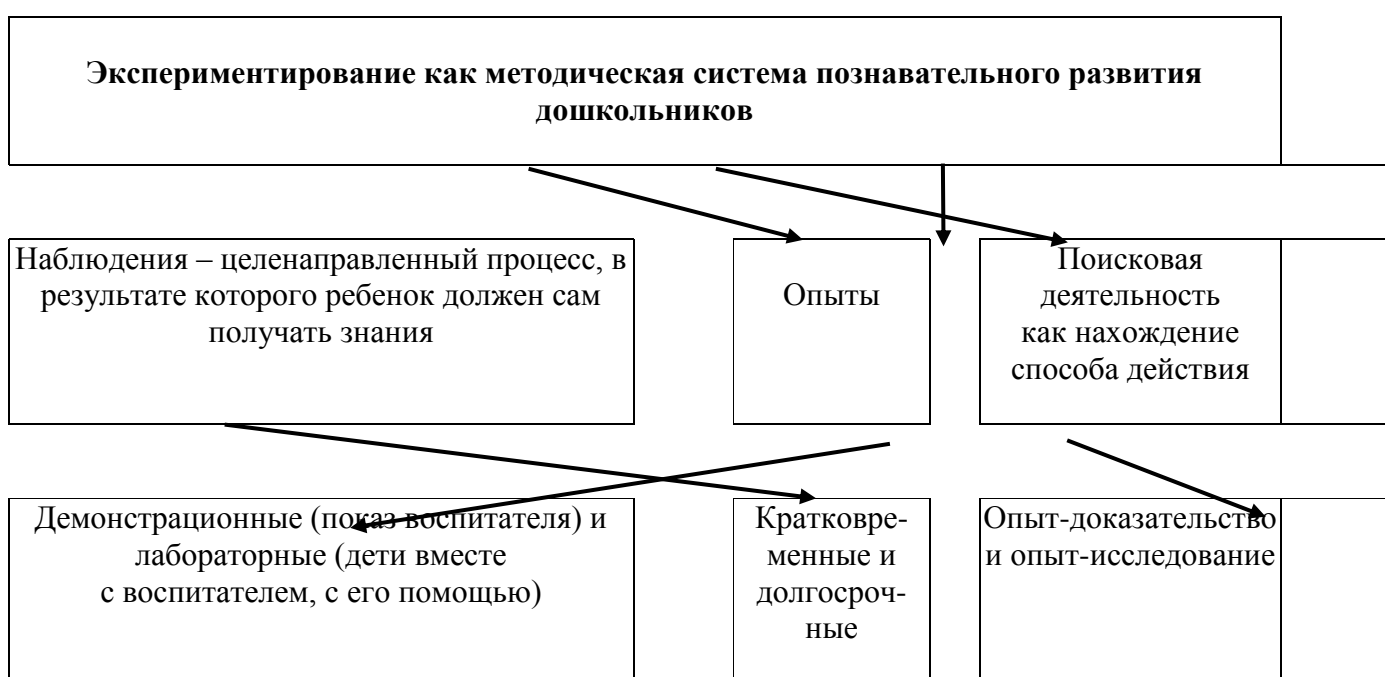 Экспериментирование как методическая система познавательного развития
дошкольников
Наблюдения – целенаправленный процесс, в
результате которого ребенок должен сам
получать знания
Опыты
Поисковая
деятельность
как нахождение
способа действия
Демонстрационные (показ воспитателя) и
лабораторные (дети вместе
с воспитателем, с его помощью)
Кратковре-
менные и
долгосроч-
ные
Опыт-доказательство
и опыт-исследование